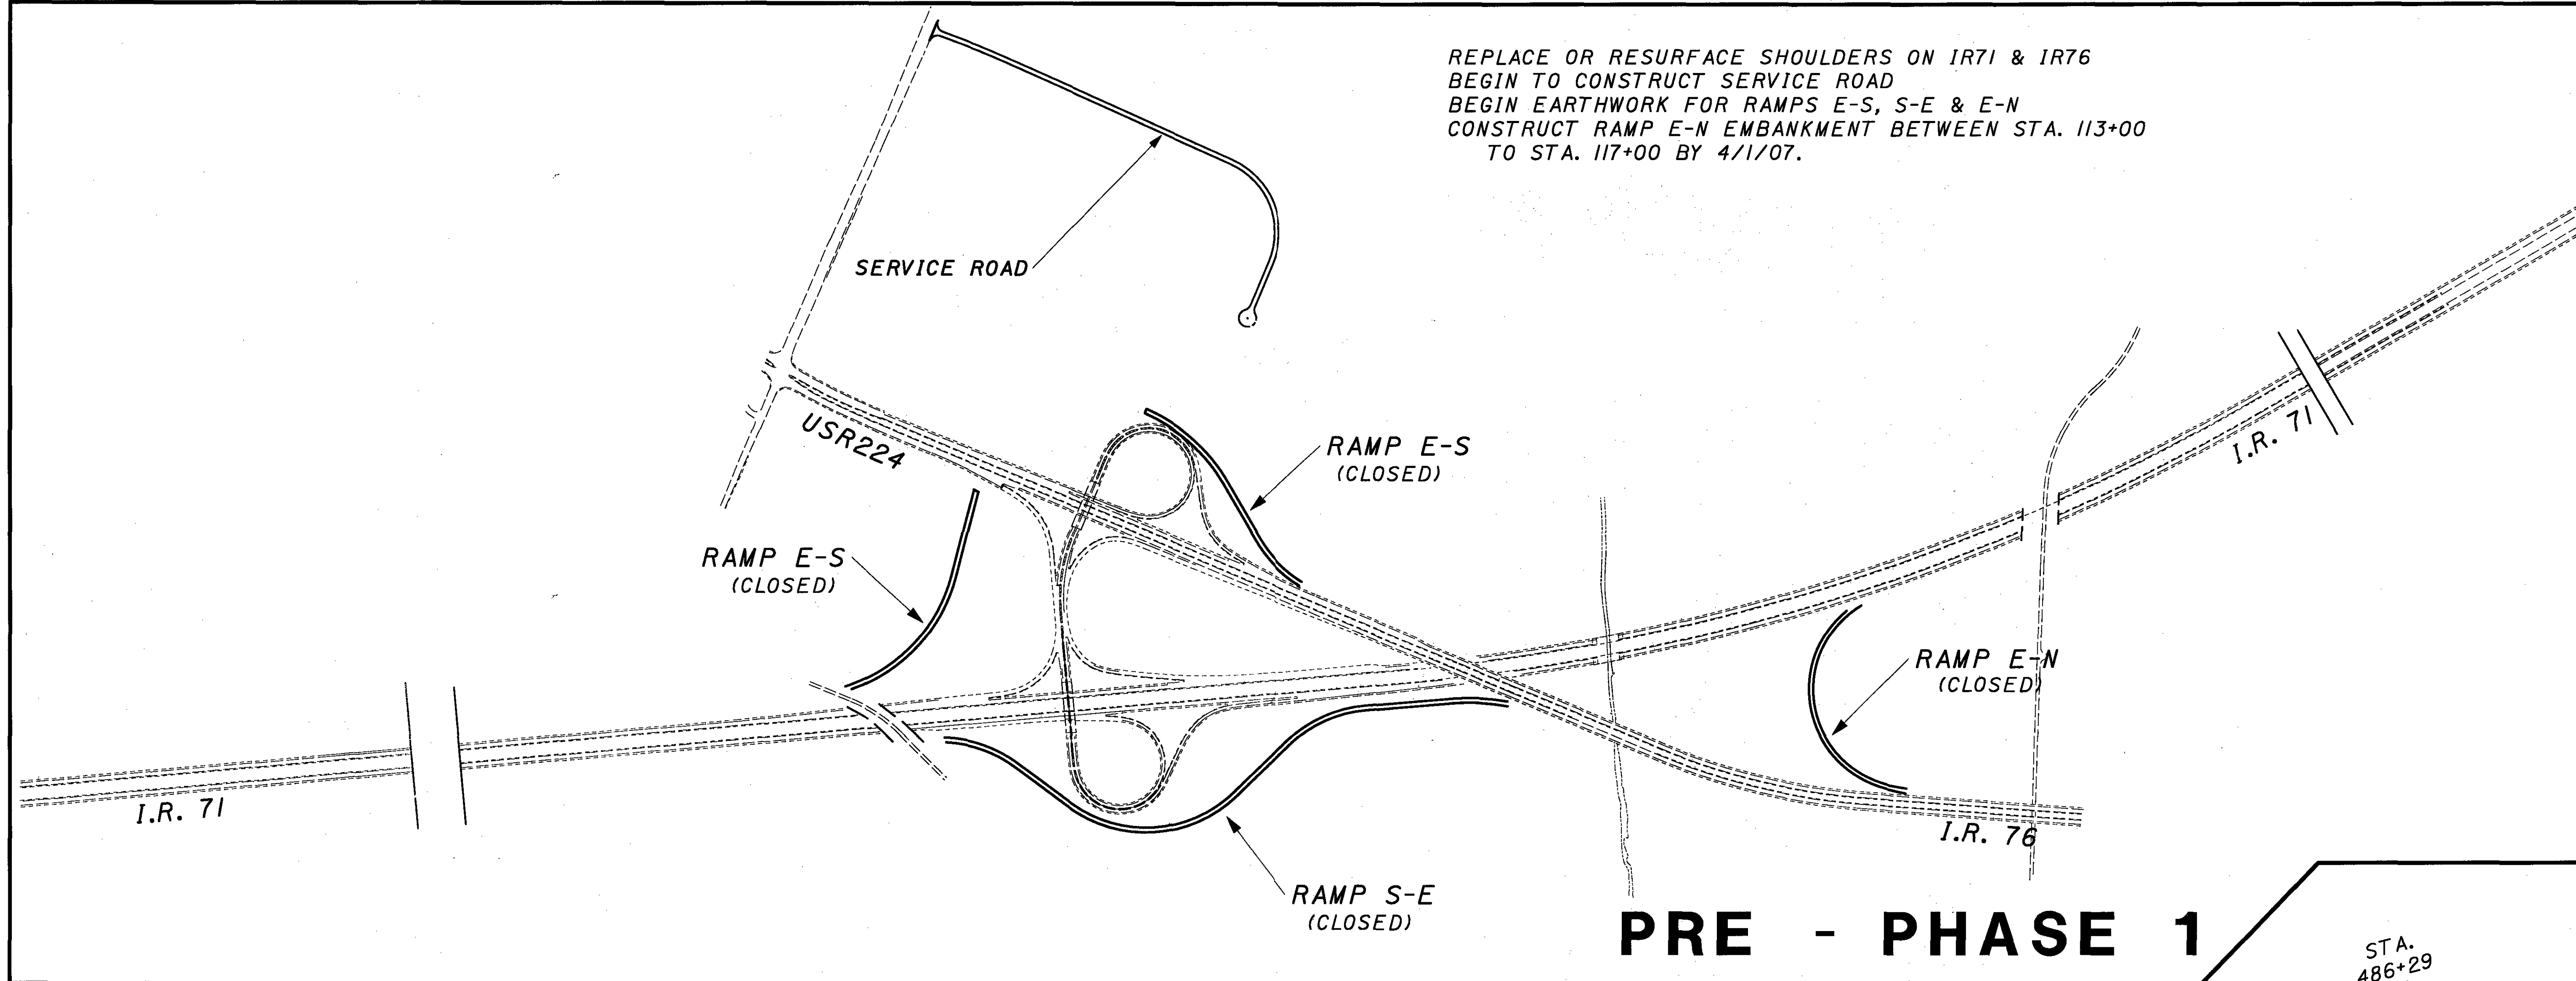 REPLACE OR RESURFACE SHOULDERS ON IR71 & IR76
BEGIN TO CONSTRUCT SERVICE ROAD
BEGIN EARTHWORK FOR RAMPS E-S, S-E & E-N
CONSTRUCT RAMP E-N EMBANKMENT BETWEEN STA. 113+00
TO STA. 117+00 BY 4/1/07.
SERVICE ROAD
USR224
RAMP E-S
(CLOSED)
I.R. 71
RAMP E-S
(CLOSED)
RAMP E-N
(CLOSED)
I.R. 71
I.R. 76
RAMP S-E
(CLOSED)
PRE - PHASE 1
STA.
486+29